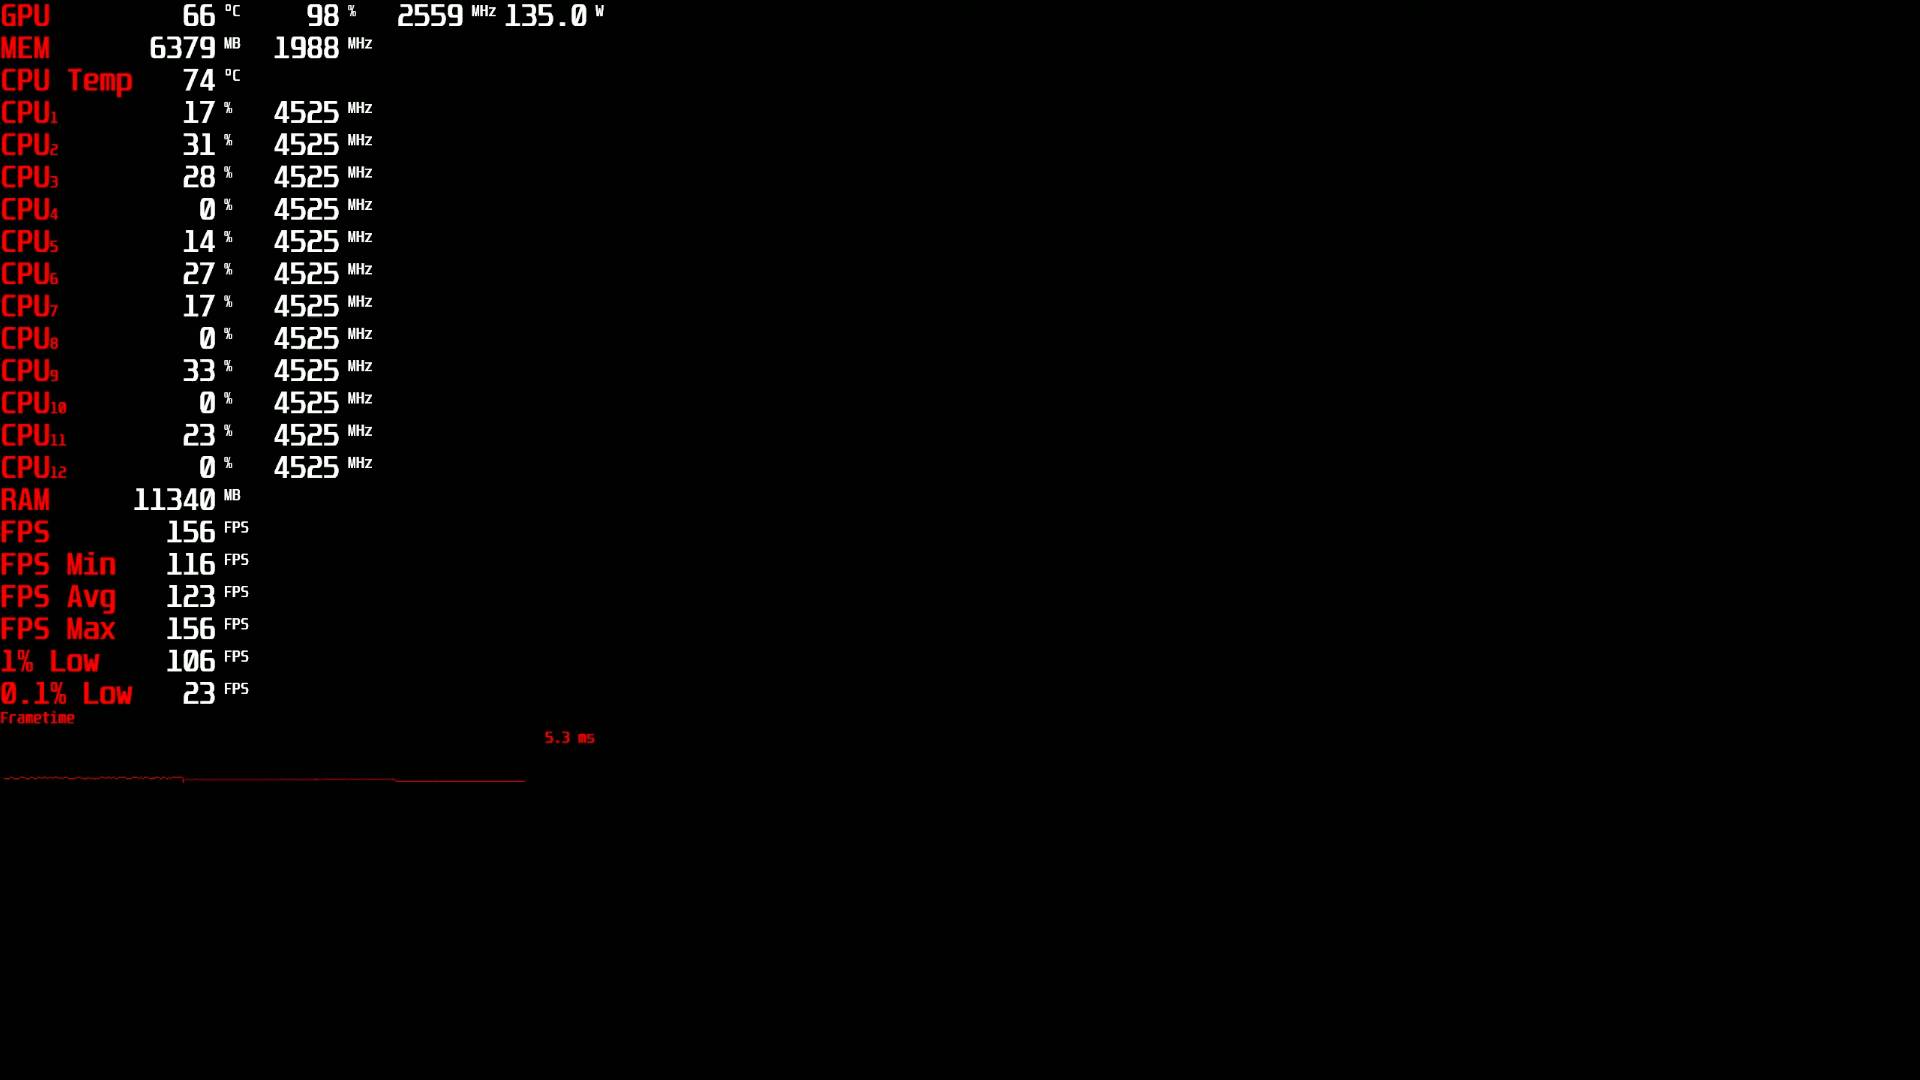 GPU 66 °C 98 % 2559 MHz 135.0 W
MEM 6379 MB 1988 MHz
CPU Temp 74 °C
CPU1 17 % 4525 MHz
CPU2 31 % 4525 MHz
CPU3 28 % 4525 MHz
CPU4 0 % 4525 MHz
CPU5 14 % 4525 MHz
CPU6 27 % 4525 MHz
CPU7 17 % 4525 MHz
CPU8 0 % 4525 MHz
CPU9 33 % 4525 MHz
CPU10 0 % 4525 MHz
CPU11 23 % 4525 MHz
CPU12 0 % 4525 MHz
RAM 11340 MB
FPS 156 FPS
FPS Min 116 FPS
FPS Avg 123 FPS
FPS Max 156 FPS
1% Low 106 FPS
0.1% Low 23 FPS
Frametime
5.3 ms